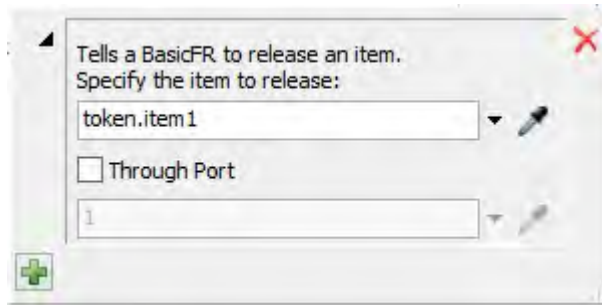 Tells a BasicFR to release an item.
Specify the item to release:
token.item1
Through Port
1